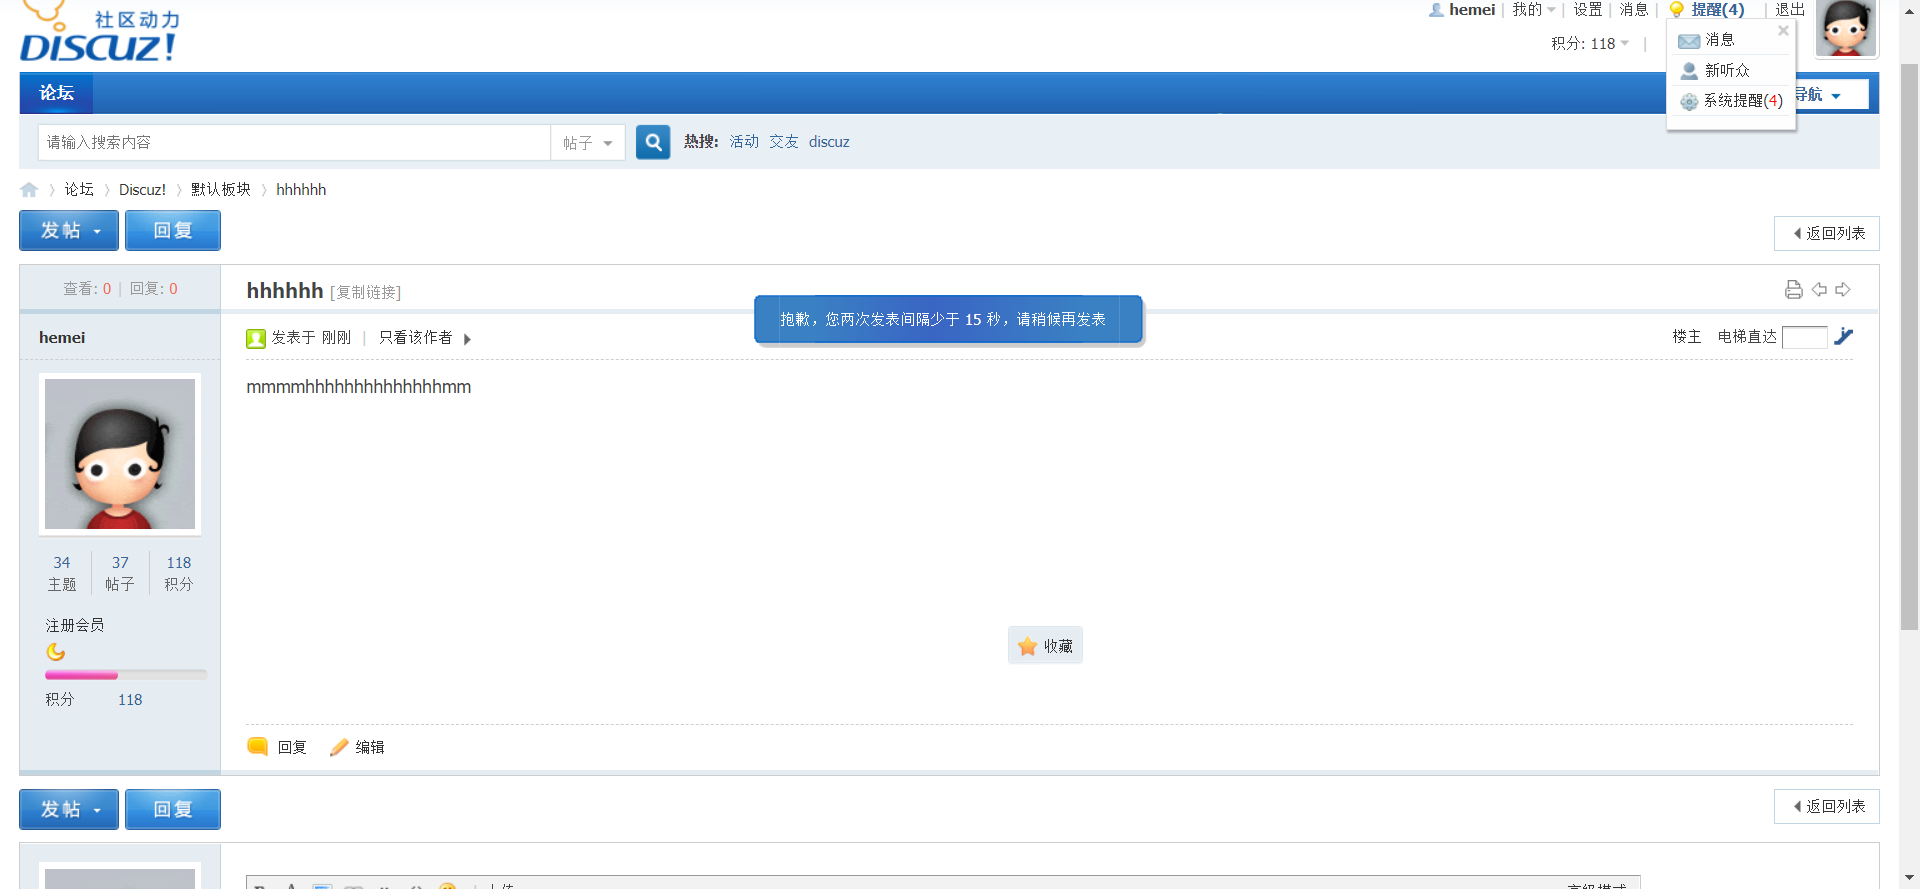 社区动力
DISCUZ!
hemei | 我的 | 设置 | 消息 | 提醒(4) | 退出
积分: 118 |
消息
新听众
系统提醒(4)
论坛
导航
请输入搜索内容
帖子
热搜: 活动 交友 discuz
论坛 Discuz! 默认板块 hhhhhh
发帖 回复
返回列表
查看: 0 | 回复: 0
hhhhhh [复制链接]
抱歉，您两次发表间隔少于 15 秒，请稍候再发表
hemei
发表于 刚刚 | 只看该作者
楼主 电梯直达
mmmmhhhhhhhhhhhhhhmm
34 37 118
主题 帖子 积分
注册会员
收藏
积分 118
回复 编辑
发帖 回复
返回列表
上传
高级模式